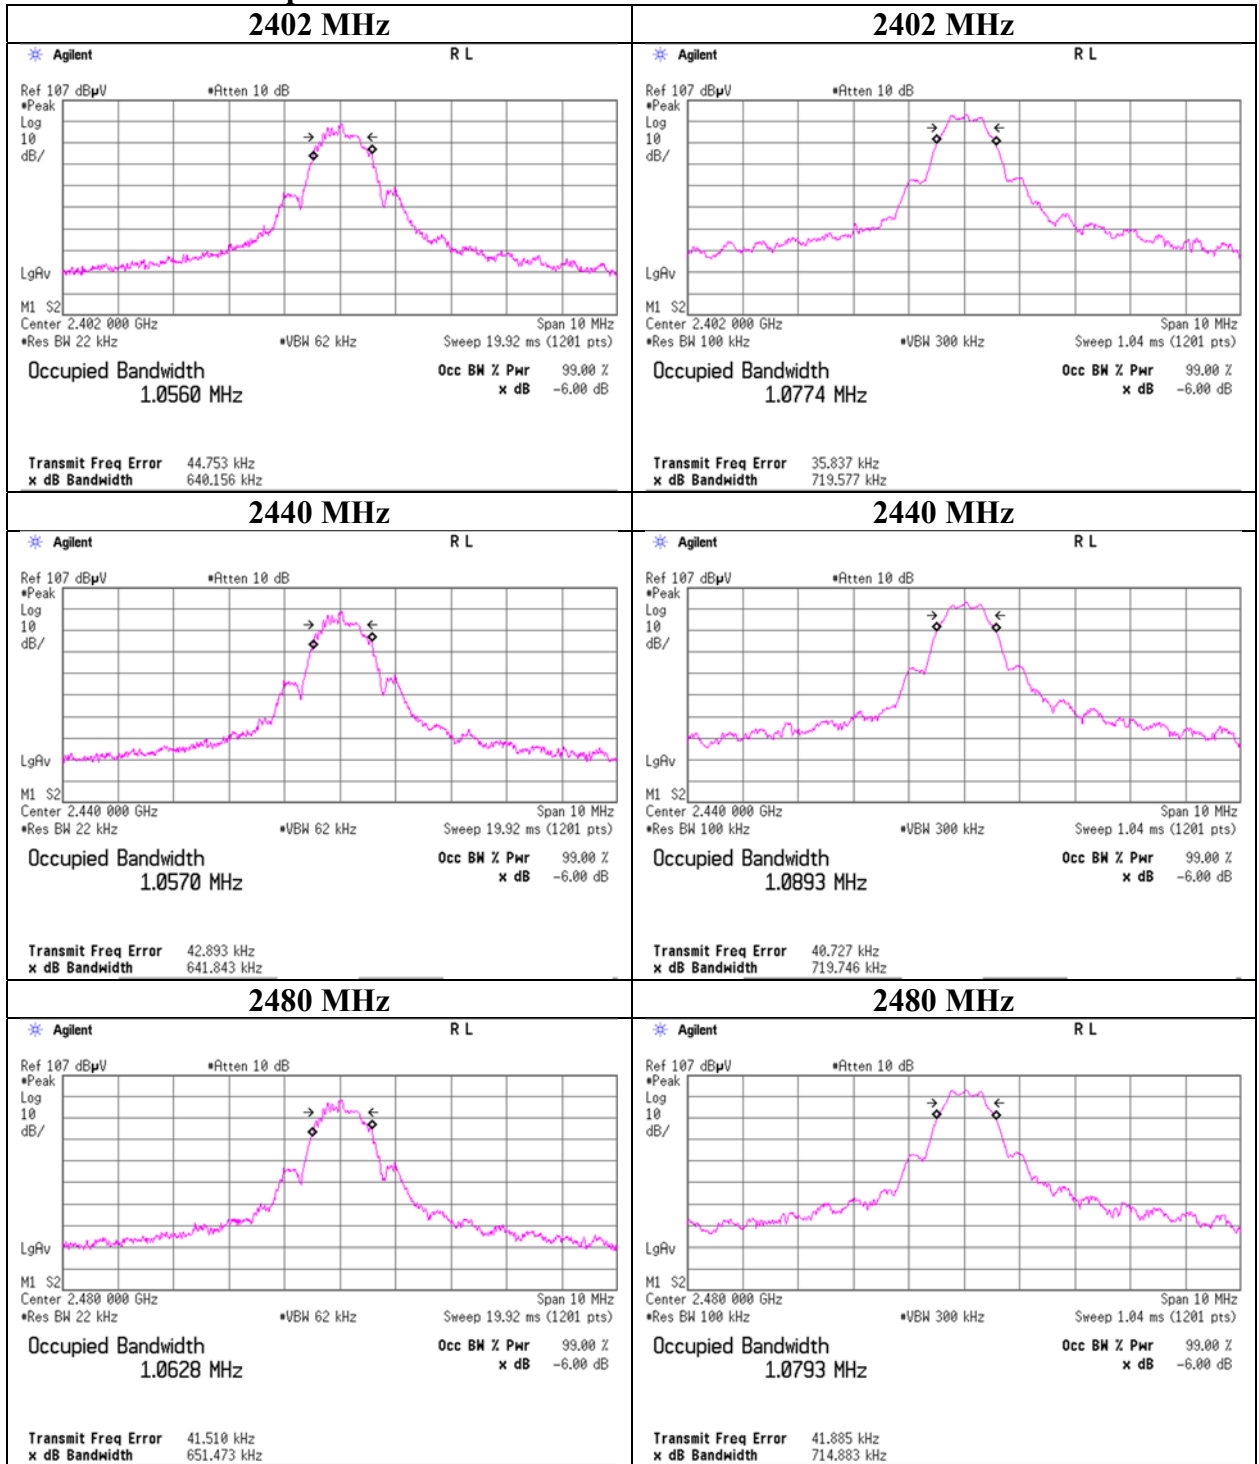 2402 MHz
2402 MHz
Agilent R L
Ref 107 dBµV #Atten 10 dB
#Peak
Log
10
dB/
LgAv
M1 S2
Center 2.402 000 GHz Span 10 MHz
#Res BW 22 kHz #VBW 62 kHz Sweep 19.92 ms (1201 pts)
Occupied Bandwidth Occ BW % Pwr 99.00 %
1.0560 MHz x dB -6.00 dB
Transmit Freq Error 44.753 kHz
x dB Bandwidth 640.156 kHz
Agilent R L
Ref 107 dBµV #Atten 10 dB
#Peak
Log
10
dB/
LgAv
M1 S2
Center 2.402 000 GHz Span 10 MHz
#Res BW 100 kHz #VBW 300 kHz Sweep 1.04 ms (1201 pts)
Occupied Bandwidth Occ BW % Pwr 99.00 %
1.0774 MHz x dB -6.00 dB
Transmit Freq Error 35.837 kHz
x dB Bandwidth 719.577 kHz
2440 MHz
2440 MHz
Agilent R L
Ref 107 dBµV #Atten 10 dB
#Peak
Log
10
dB/
LgAv
M1 S2
Center 2.440 000 GHz Span 10 MHz
#Res BW 22 kHz #VBW 62 kHz Sweep 19.92 ms (1201 pts)
Occupied Bandwidth Occ BW % Pwr 99.00 %
1.0570 MHz x dB -6.00 dB
Transmit Freq Error 42.893 kHz
x dB Bandwidth 641.843 kHz
Agilent R L
Ref 107 dBµV #Atten 10 dB
#Peak
Log
10
dB/
LgAv
M1 S2
Center 2.440 000 GHz Span 10 MHz
#Res BW 100 kHz #VBW 300 kHz Sweep 1.04 ms (1201 pts)
Occupied Bandwidth Occ BW % Pwr 99.00 %
1.0893 MHz x dB -6.00 dB
Transmit Freq Error 40.727 kHz
x dB Bandwidth 719.746 kHz
2480 MHz
2480 MHz
Agilent R L
Ref 107 dBµV #Atten 10 dB
#Peak
Log
10
dB/
LgAv
M1 S2
Center 2.480 000 GHz Span 10 MHz
#Res BW 22 kHz #VBW 62 kHz Sweep 19.92 ms (1201 pts)
Occupied Bandwidth Occ BW % Pwr 99.00 %
1.0628 MHz x dB -6.00 dB
Transmit Freq Error 41.510 kHz
x dB Bandwidth 651.473 kHz
Agilent R L
Ref 107 dBµV #Atten 10 dB
#Peak
Log
10
dB/
LgAv
M1 S2
Center 2.480 000 GHz Span 10 MHz
#Res BW 100 kHz #VBW 300 kHz Sweep 1.04 ms (1201 pts)
Occupied Bandwidth Occ BW % Pwr 99.00 %
1.0793 MHz x dB -6.00 dB
Transmit Freq Error 41.885 kHz
x dB Bandwidth 714.883 kHz